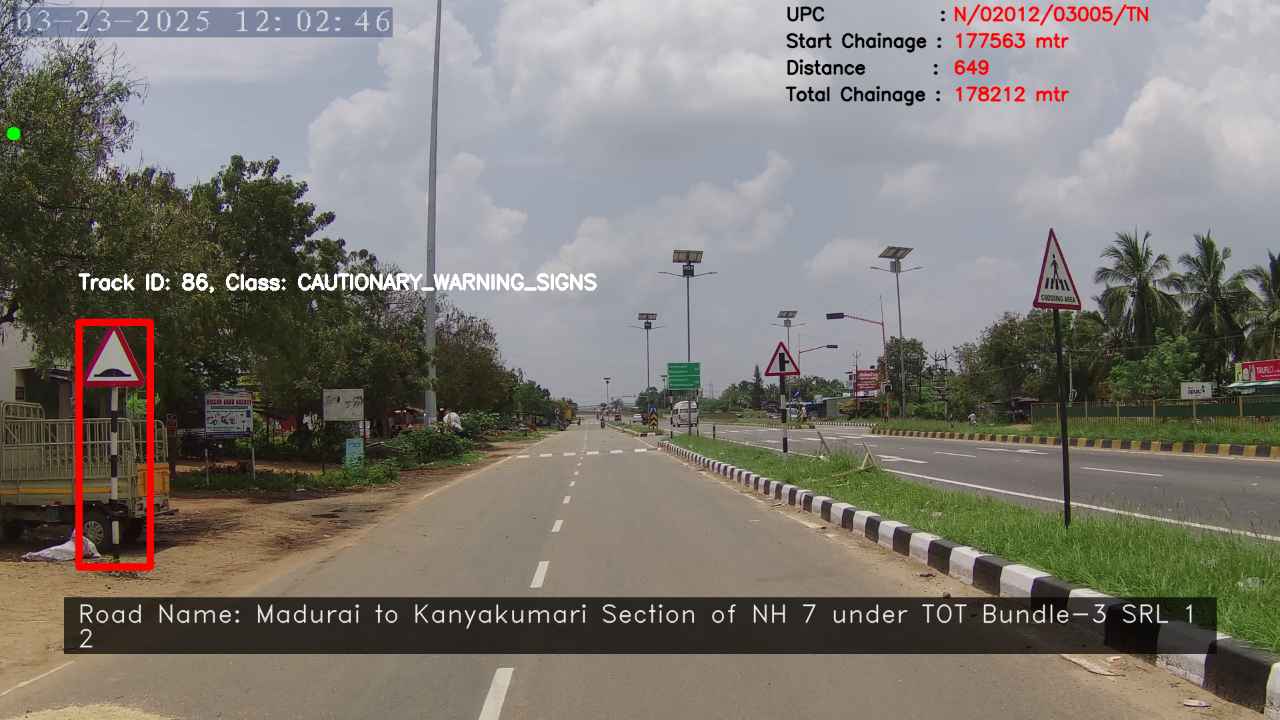 03-23-2025 12:02:46
UPC : N/02012/03005/TN
Start Chainage : 177563 mtr
Distance : 649
Total Chainage : 178212 mtr
Track ID: 86, Class: CAUTIONARY_WARNING_SIGNS
CROSSING AREA
Road Name: Madurai to Kanyakumari Section of NH 7 under TOT Bundle-3 SRL 1
2